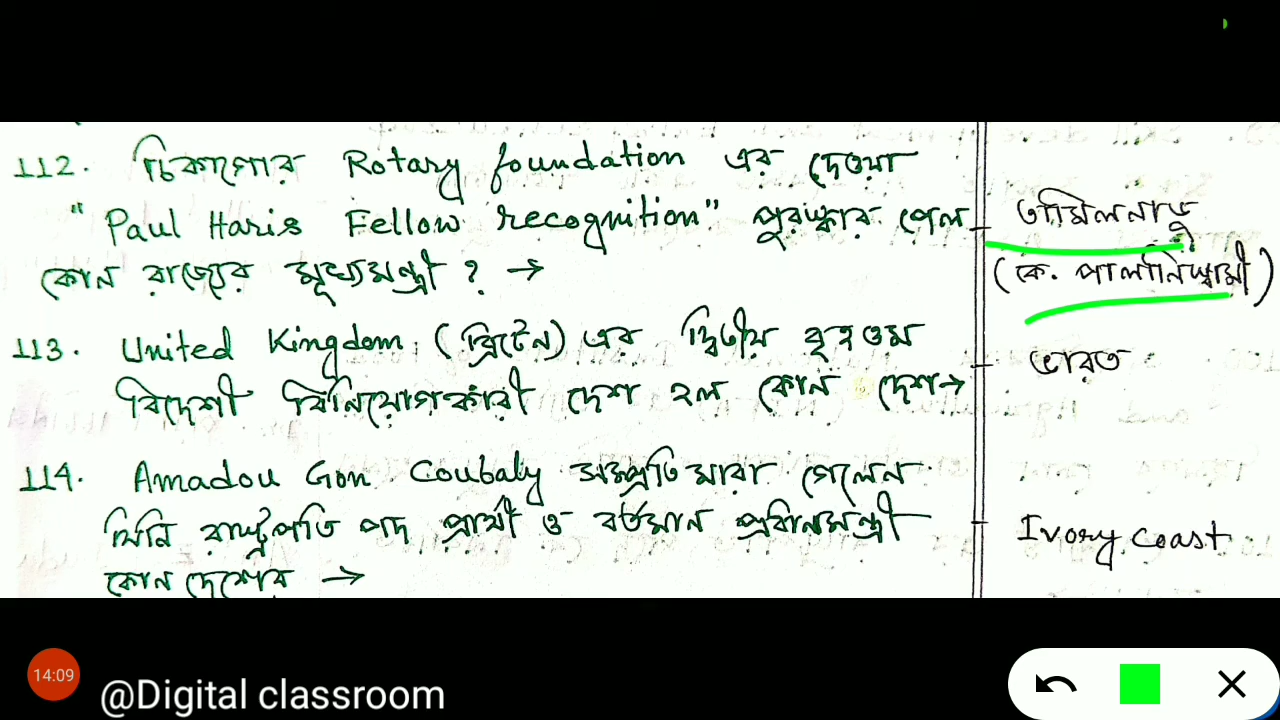 112. চিকাগোর Rotary foundation এর দেওয়া
"Paul Haris Fellow recognition" পুরস্কার পেল
কোন রাজ্যের মূখ্যমন্ত্রী ? →
তামিলনাড়ু
(কে. পালানিস্বামী)
113. United Kingdom (ব্রিটেন) এর দ্বিতীয় বৃহত্তম
বিদেশী বিনিয়োগকারী দেশ হল কোন দেশ→
ভারত
114. Amadou Gon Coubaly সম্প্রতি মারা গেলেন
যিনি রাষ্ট্রপতি পদ প্রার্থী ও বর্তমান প্রধানমন্ত্রী
কোন দেশের →
Ivory Coast
14:09
@Digital classroom